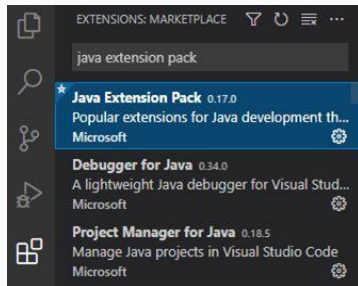 EXTENSIONS: MARKETPLACE
java extension pack
Java Extension Pack 0.17.0
Popular extensions for Java development th...
Microsoft
Debugger for Java 0.34.0
A lightweight Java debugger for Visual Stud...
Microsoft
Project Manager for Java 0.18.5
Manage Java projects in Visual Studio Code
Microsoft